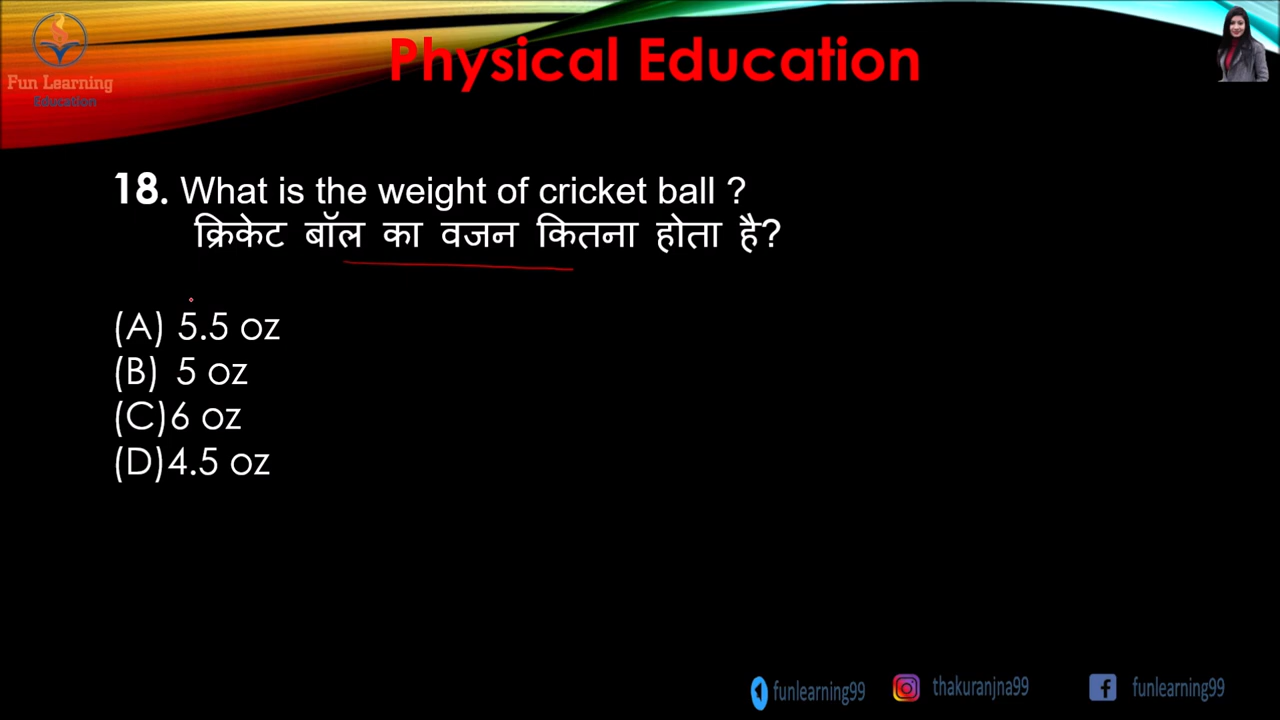 Fun Learning
Education
Physical Education
18. What is the weight of cricket ball ?
क्रिकेट बॉल का वजन कितना होता है?
(A) 5.5 oz
(B) 5 oz
(C)6 oz
(D)4.5 oz
funlearning99 thakuranjna99 funlearning99